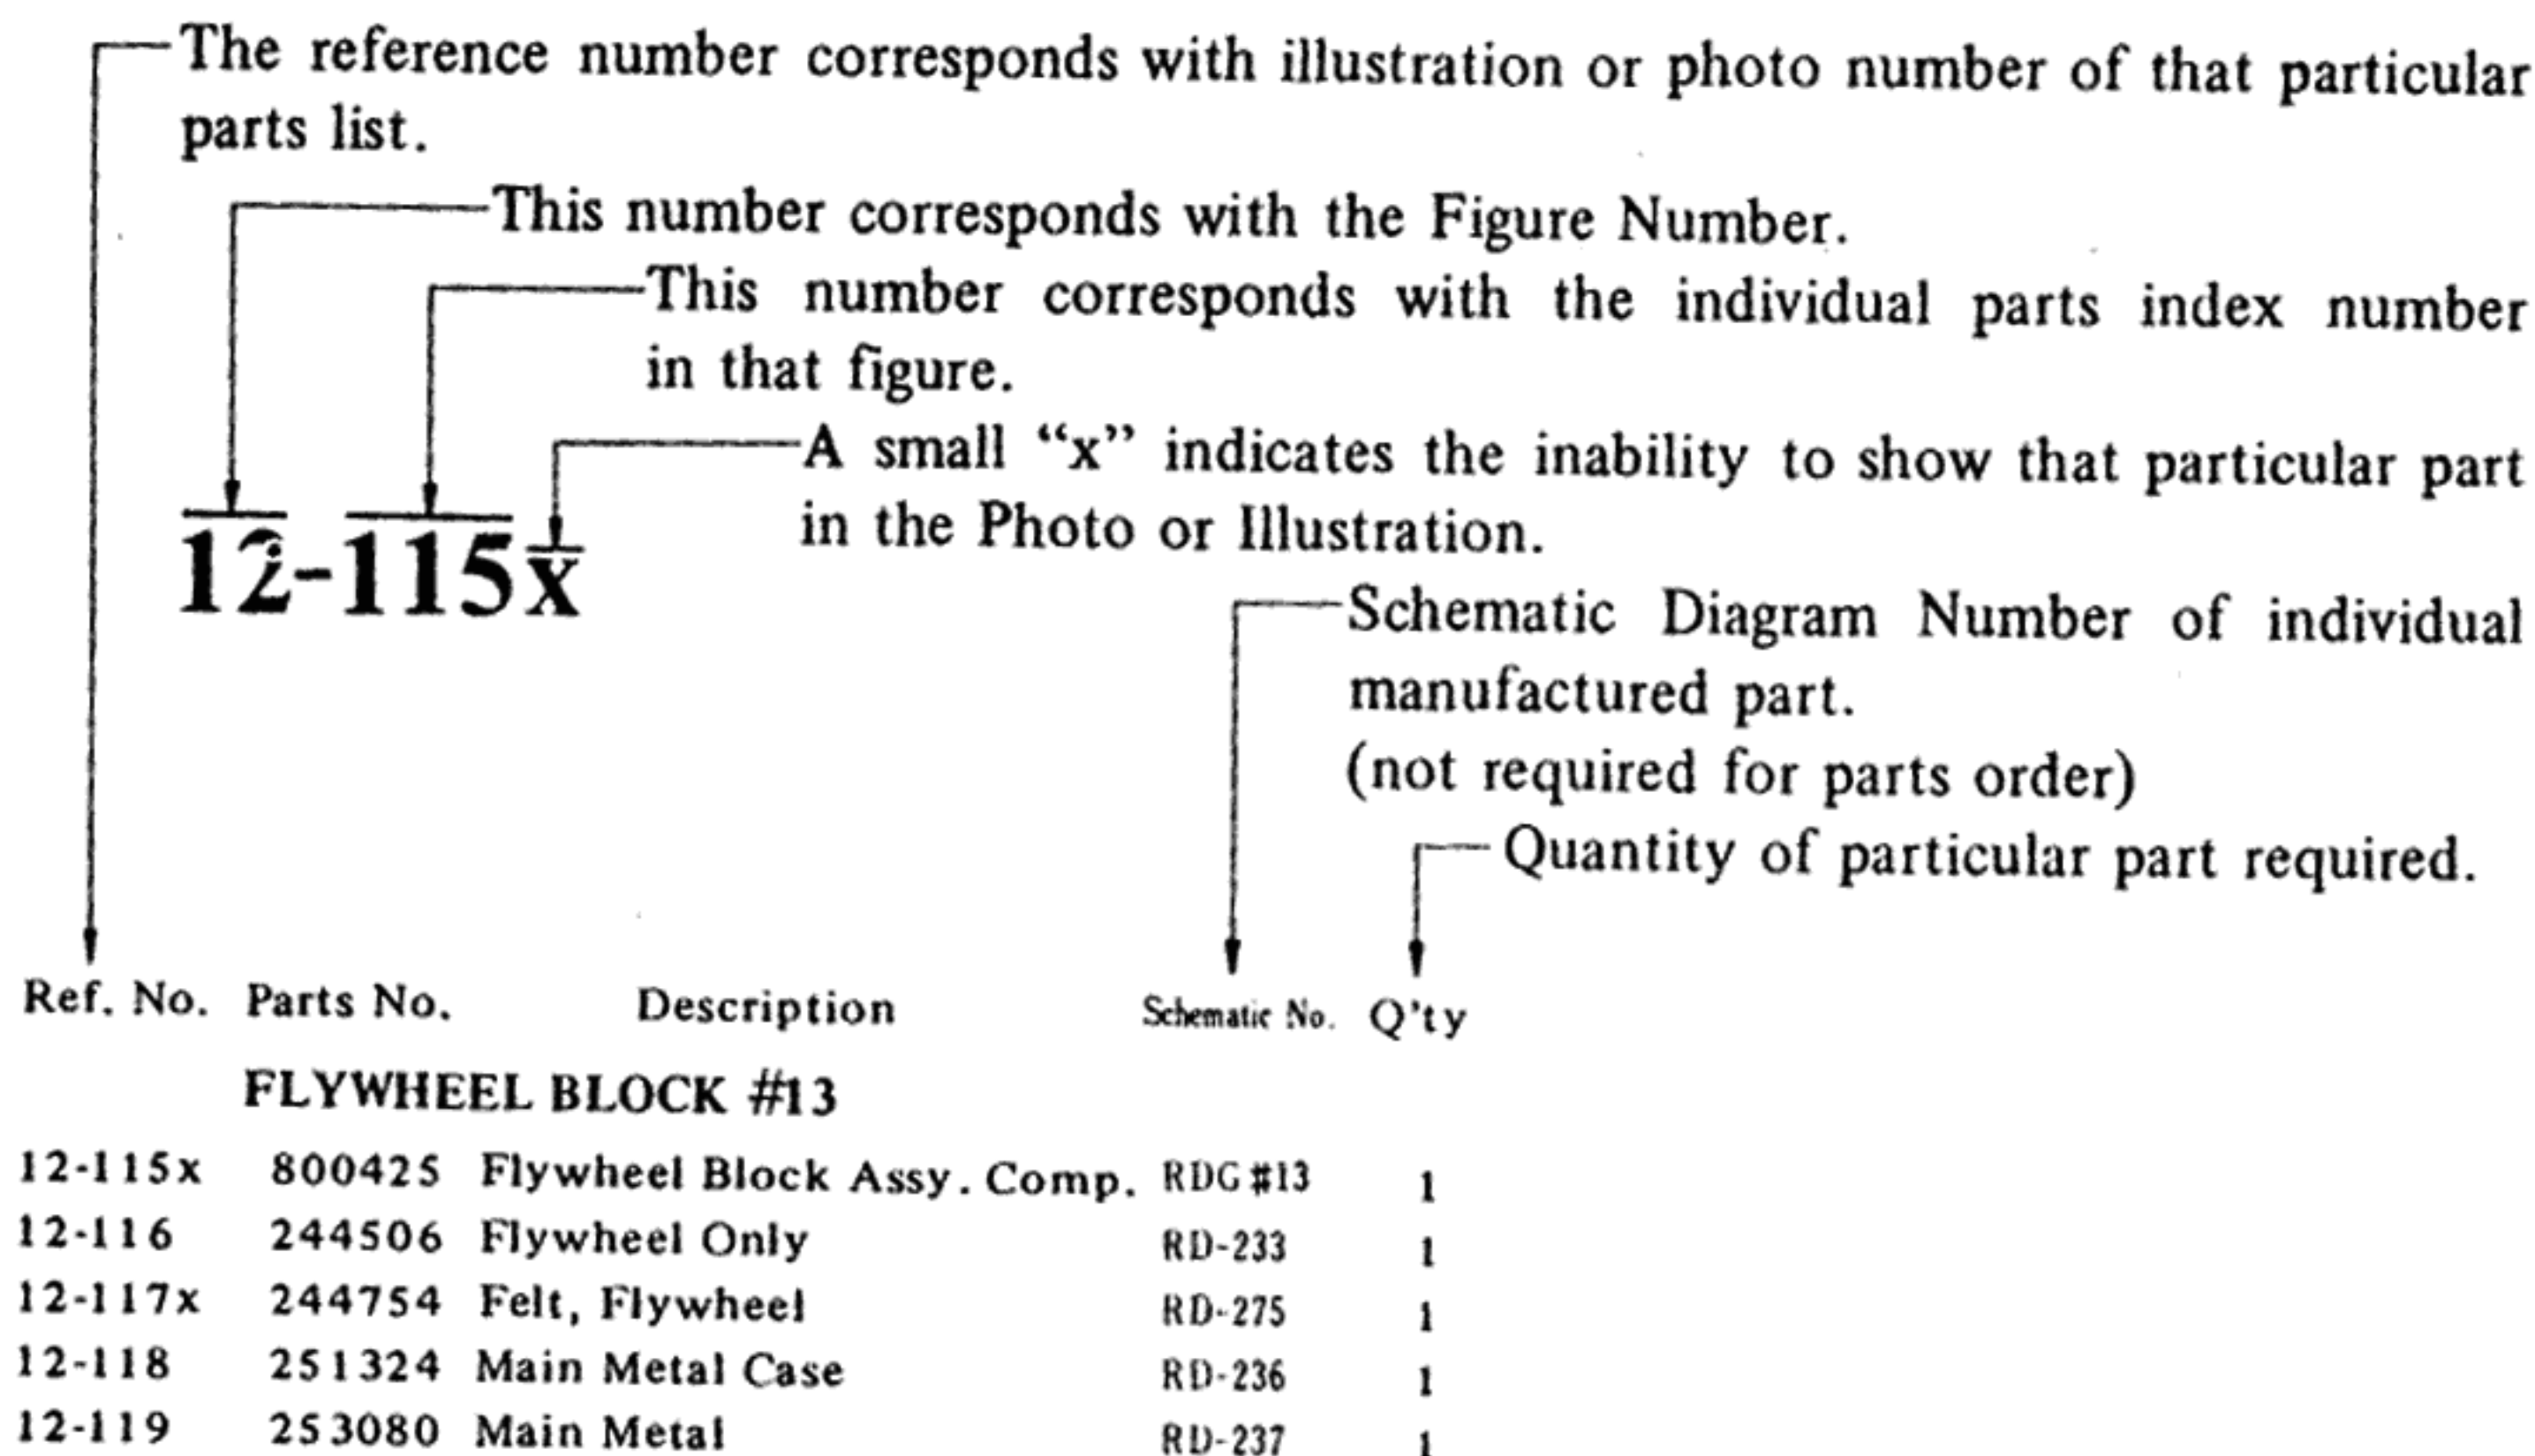 The reference number corresponds with illustration or photo number of that particular
parts list.
This number corresponds with the Figure Number.
This number corresponds with the individual parts index number
in that figure.
A small “x” indicates the inability to show that particular part
in the Photo or Illustration.
12-115x
Schematic Diagram Number of individual
manufactured part.
(not required for parts order)
Quantity of particular part required.
Ref. No. Parts No. Description Schematic No. Q'ty
FLYWHEEL BLOCK #13
12-115x 800425 Flywheel Block Assy. Comp. RDG #13 1
12-116 244506 Flywheel Only RD-233 1
12-117x 244754 Felt, Flywheel RD-275 1
12-118 251324 Main Metal Case RD-236 1
12-119 253080 Main Metal RD-237 1